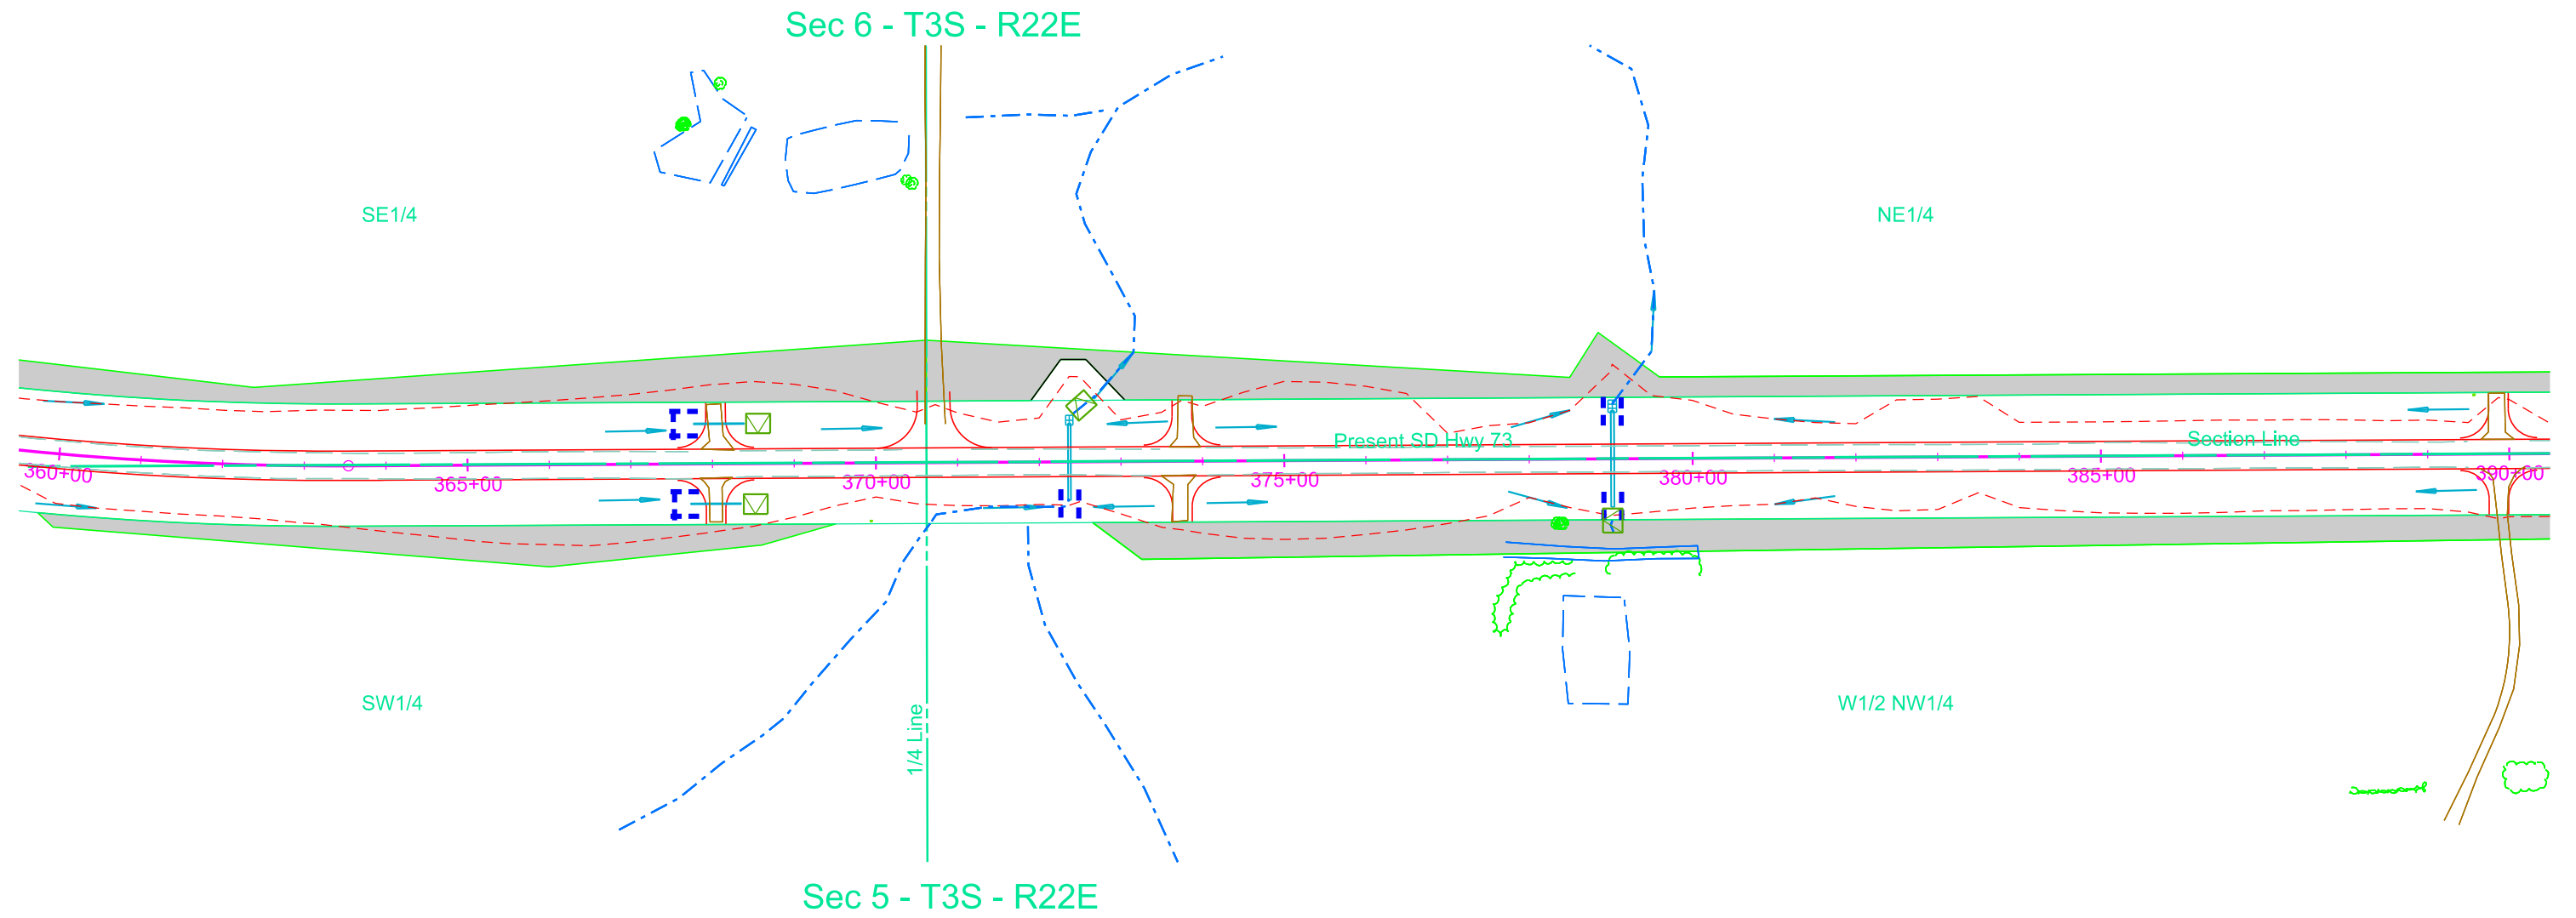 Sec 6 - T3S - R22E
SE1/4
NE1/4
Present SD Hwy 73
Section Line
360+00
365+00
370+00
375+00
380+00
385+00
390+00
SW1/4
1/4 Line
W1/2 NW1/4
Sec 5 - T3S - R22E